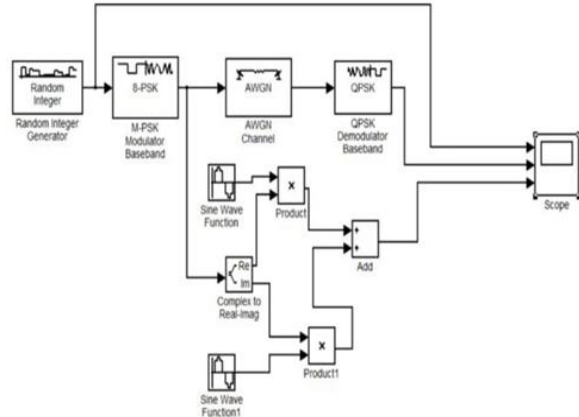 Random
Integer
Random Integer
Generator
8-PSK
M-PSK
Modulator
Baseband
AWGN
AWGN
Channel
QPSK
QPSK
Demodulator
Baseband
Scope
Sine Wave
Function
x
Product
+
+
Add
Re
Im
Complex to
Real-Imag
x
Product1
Sine Wave
Function1